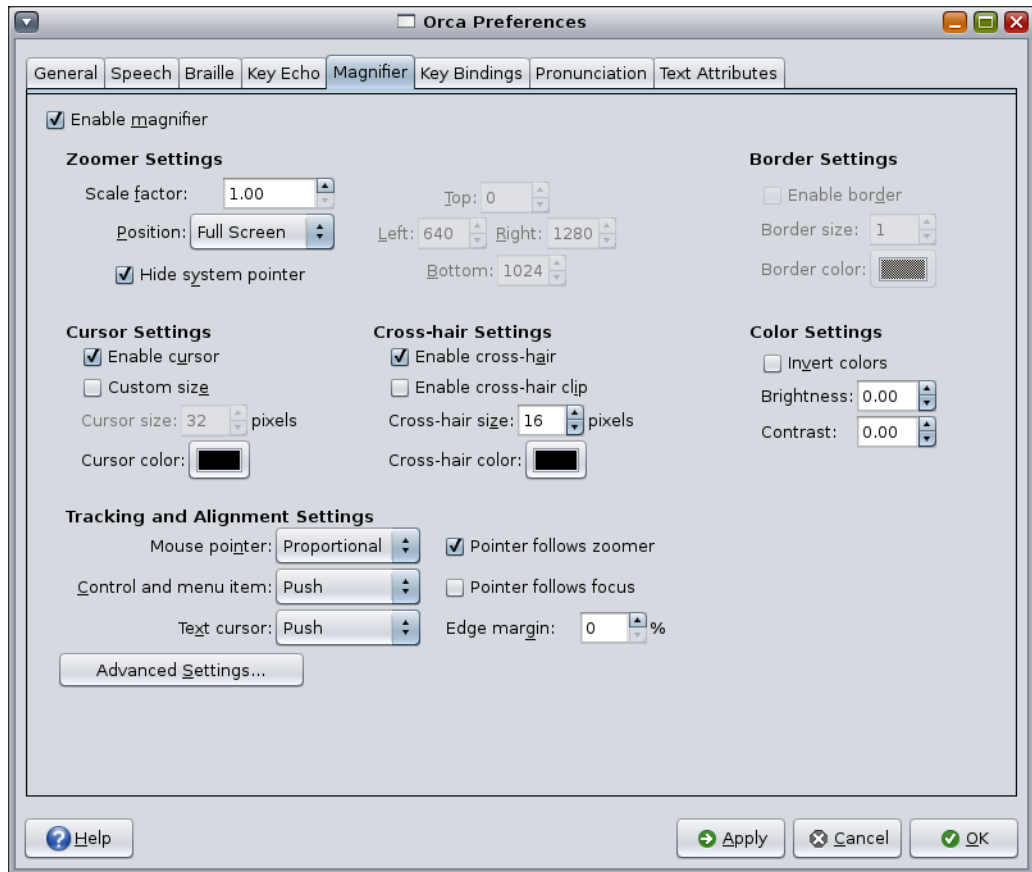 Orca Preferences
General Speech Braille Key Echo Magnifier Key Bindings Pronunciation Text Attributes
Enable magnifier
Zoomer Settings
Scale factor: 1.00
Position: Full Screen
Hide system pointer
Top: 0
Left: 640 Right: 1280
Bottom: 1024
Border Settings
Enable border
Border size: 1
Border color:
Cursor Settings
Enable cursor
Custom size
Cursor size: 32 pixels
Cursor color:
Cross-hair Settings
Enable cross-hair
Enable cross-hair clip
Cross-hair size: 16 pixels
Cross-hair color:
Color Settings
Invert colors
Brightness: 0.00
Contrast: 0.00
Tracking and Alignment Settings
Mouse pointer: Proportional Pointer follows zoomer
Control and menu item: Push Pointer follows focus
Text cursor: Push Edge margin: 0 %
Advanced Settings...
Help Apply Cancel OK